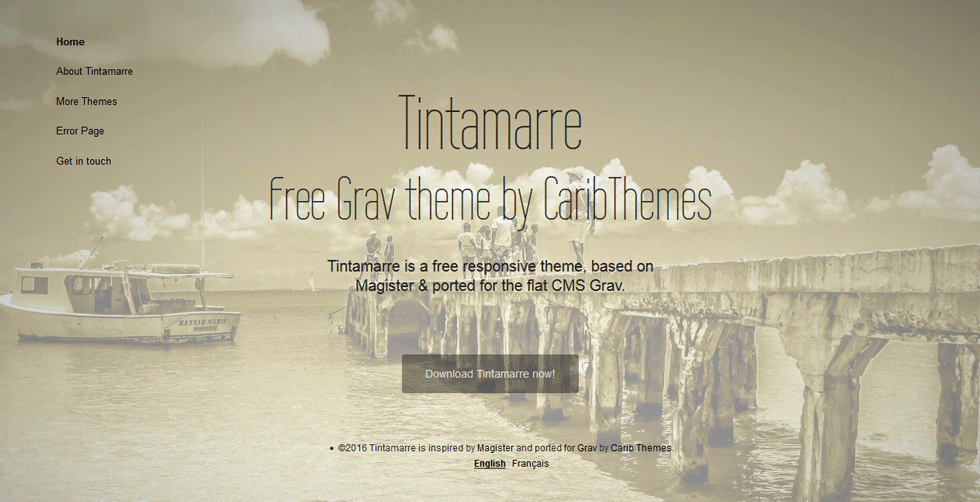 Home
About Tintamarre
More Themes
Error Page
Get in touch
Tintamarre
Free Grav theme by CaribThemes
Tintamarre is a free responsive theme, based on
Magister & ported for the flat CMS Grav.
HANNAH MARIE
Download Tintamarre now!
• ©2016 Tintamarre is inspired by Magister and ported for Grav by Carib Themes.
English Français